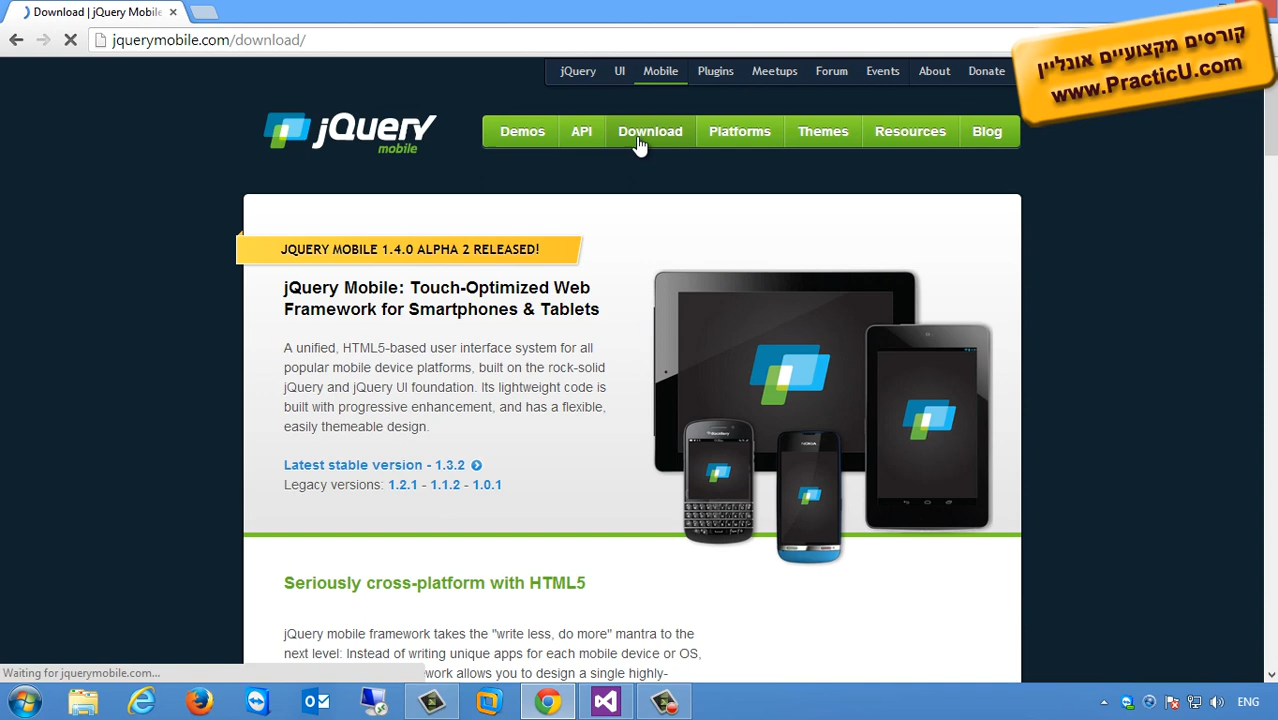 Download | jQuery Mobile
jquerymobile.com/download/
קורסים מקצועיים אונליין
www.PracticU.com
jQuery UI Mobile Plugins Meetups Forum Events About Donate
jQuery
mobile
Demos API Download Platforms Themes Resources Blog
JQUERY MOBILE 1.4.0 ALPHA 2 RELEASED!
jQuery Mobile: Touch-Optimized Web
Framework for Smartphones & Tablets
A unified, HTML5-based user interface system for all
popular mobile device platforms, built on the rock-solid
jQuery and jQuery UI foundation. Its lightweight code is
built with progressive enhancement, and has a flexible,
easily themeable design.
Latest stable version - 1.3.2
Legacy versions: 1.2.1 - 1.1.2 - 1.0.1
BlackBerry
NOKIA
Seriously cross-platform with HTML5
jQuery mobile framework takes the "write less, do more" mantra to the
next level: Instead of writing unique apps for each mobile device or OS,
work allows you to design a single highly-
Waiting for jquerymobile.com...
ENG